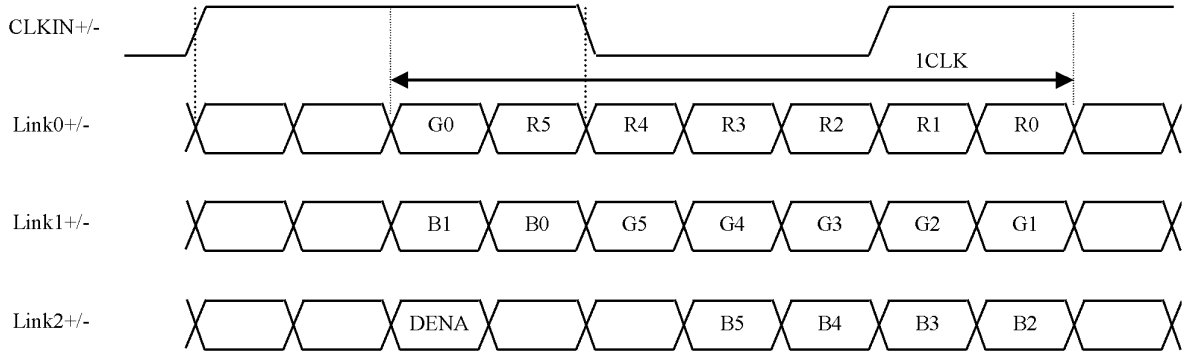 CLKIN+/-
1CLK
Link0+/- G0 R5 R4 R3 R2 R1 R0
Link1+/- B1 B0 G5 G4 G3 G2 G1
Link2+/- DENA B5 B4 B3 B2